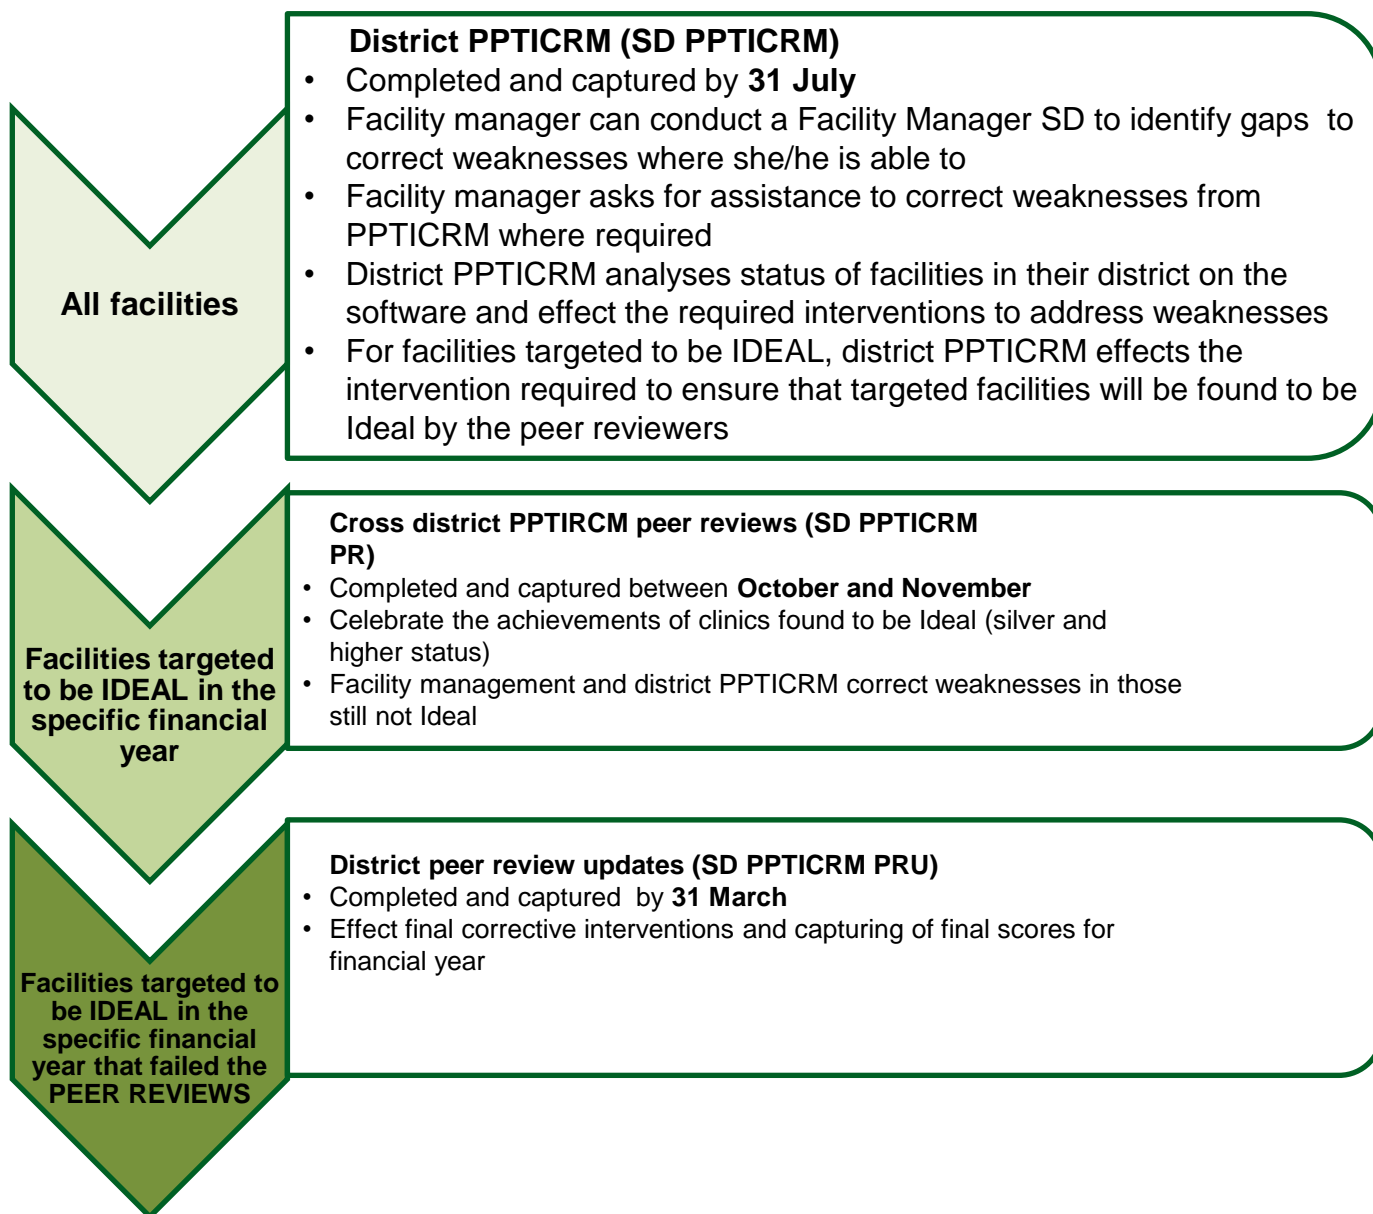 District PPTICRM (SD PPTICRM)
• Completed and captured by 31 July
• Facility manager can conduct a Facility Manager SD to identify gaps to
correct weaknesses where she/he is able to
• Facility manager asks for assistance to correct weaknesses from
PPTICRM where required
• District PPTICRM analyses status of facilities in their district on the
software and effect the required interventions to address weaknesses
• For facilities targeted to be IDEAL, district PPTICRM effects the
intervention required to ensure that targeted facilities will be found to be
Ideal by the peer reviewers
All facilities
Cross district PPTIRCM peer reviews (SD PPTICRM
PR)
• Completed and captured between October and November
• Celebrate the achievements of clinics found to be Ideal (silver and
higher status)
• Facility management and district PPTICRM correct weaknesses in those
still not Ideal
Facilities targeted
to be IDEAL in the
specific financial
year
District peer review updates (SD PPTICRM PRU)
• Completed and captured by 31 March
• Effect final corrective interventions and capturing of final scores for
financial year
Facilities targeted to
be IDEAL in the
specific financial
year that failed the
PEER REVIEWS